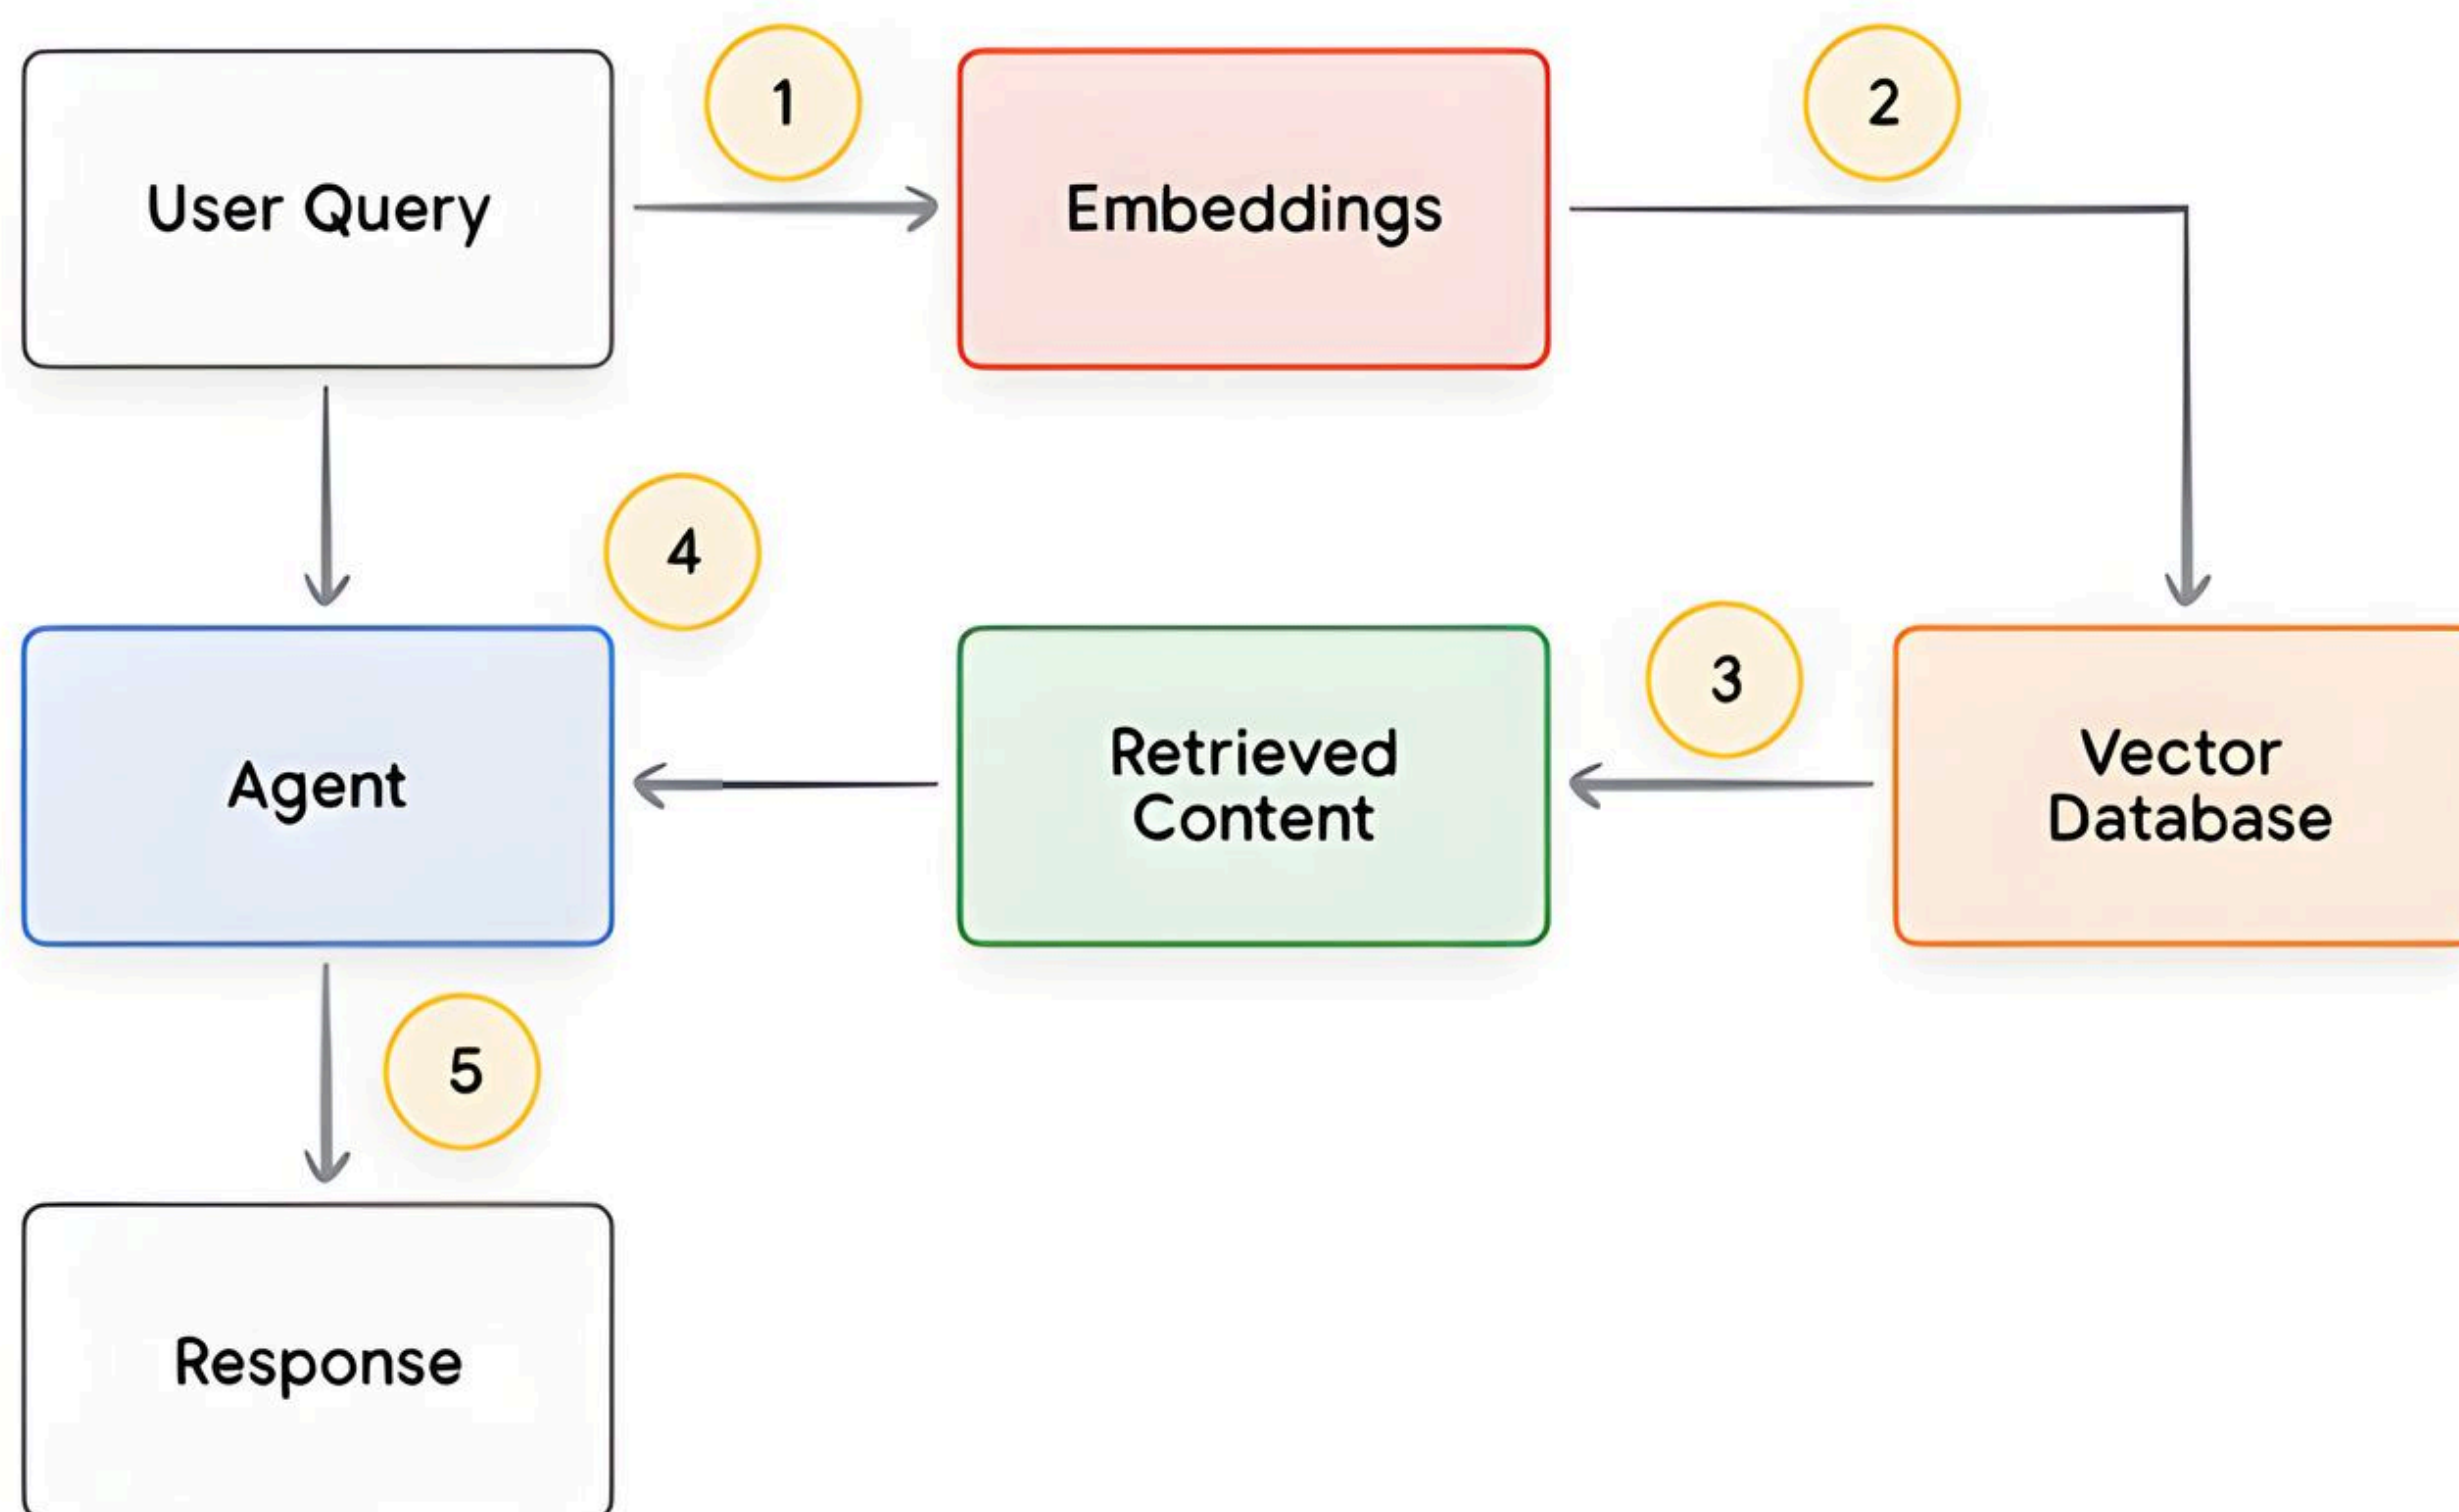 1
2
User Query
Embeddings
4
3
Agent
Retrieved
Content
Vector
Database
5
Response